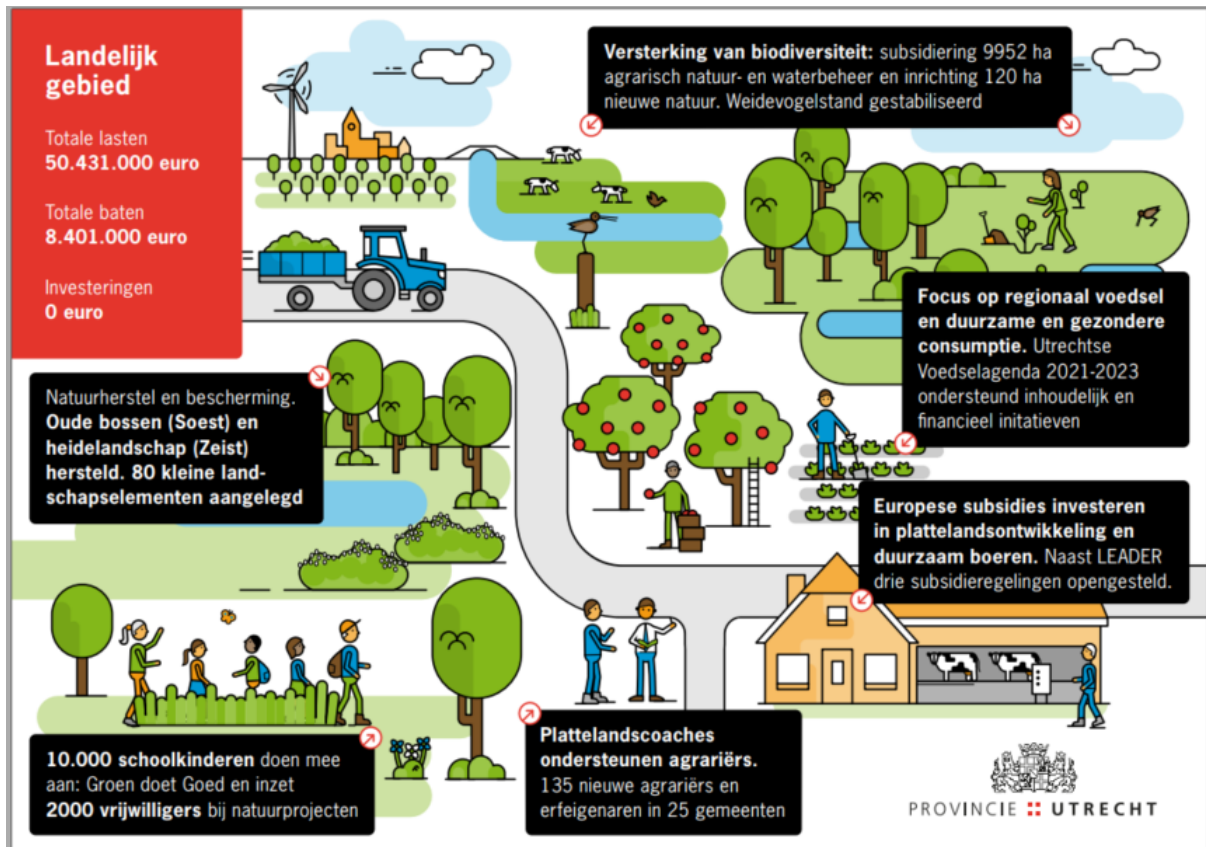 Landelijk
gebied
Totale lasten
50.431.000 euro
Totale baten
8.401.000 euro
Investeringen
0 euro
Versterking van biodiversiteit: subsidiering 9952 ha
agrarisch natuur- en waterbeheer en inrichting 120 ha
nieuwe natuur. Weidevogelstand gestabiliseerd
Focus op regionaal voedsel
en duurzame en gezondere
consumptie. Utrechtse
Voedselagenda 2021-2023
ondersteund inhoudelijk en
financieel initatieven
Natuurherstel en bescherming.
Oude bossen (Soest) en
heidelandschap (Zeist)
hersteld. 80 kleine land-
schapselementen aangelegd
Europese subsidies investeren
in plattelandsontwikkeling en
duurzaam boeren. Naast LEADER
drie subsidieregelingen opengesteld.
10.000 schoolkinderen doen mee
aan: Groen doet Goed en inzet
2000 vrijwilligers bij natuurprojecten
Plattelandscoaches
ondersteunen agrariërs.
135 nieuwe agrariërs en
erfeigenaren in 25 gemeenten
PROVINCIE UTRECHT